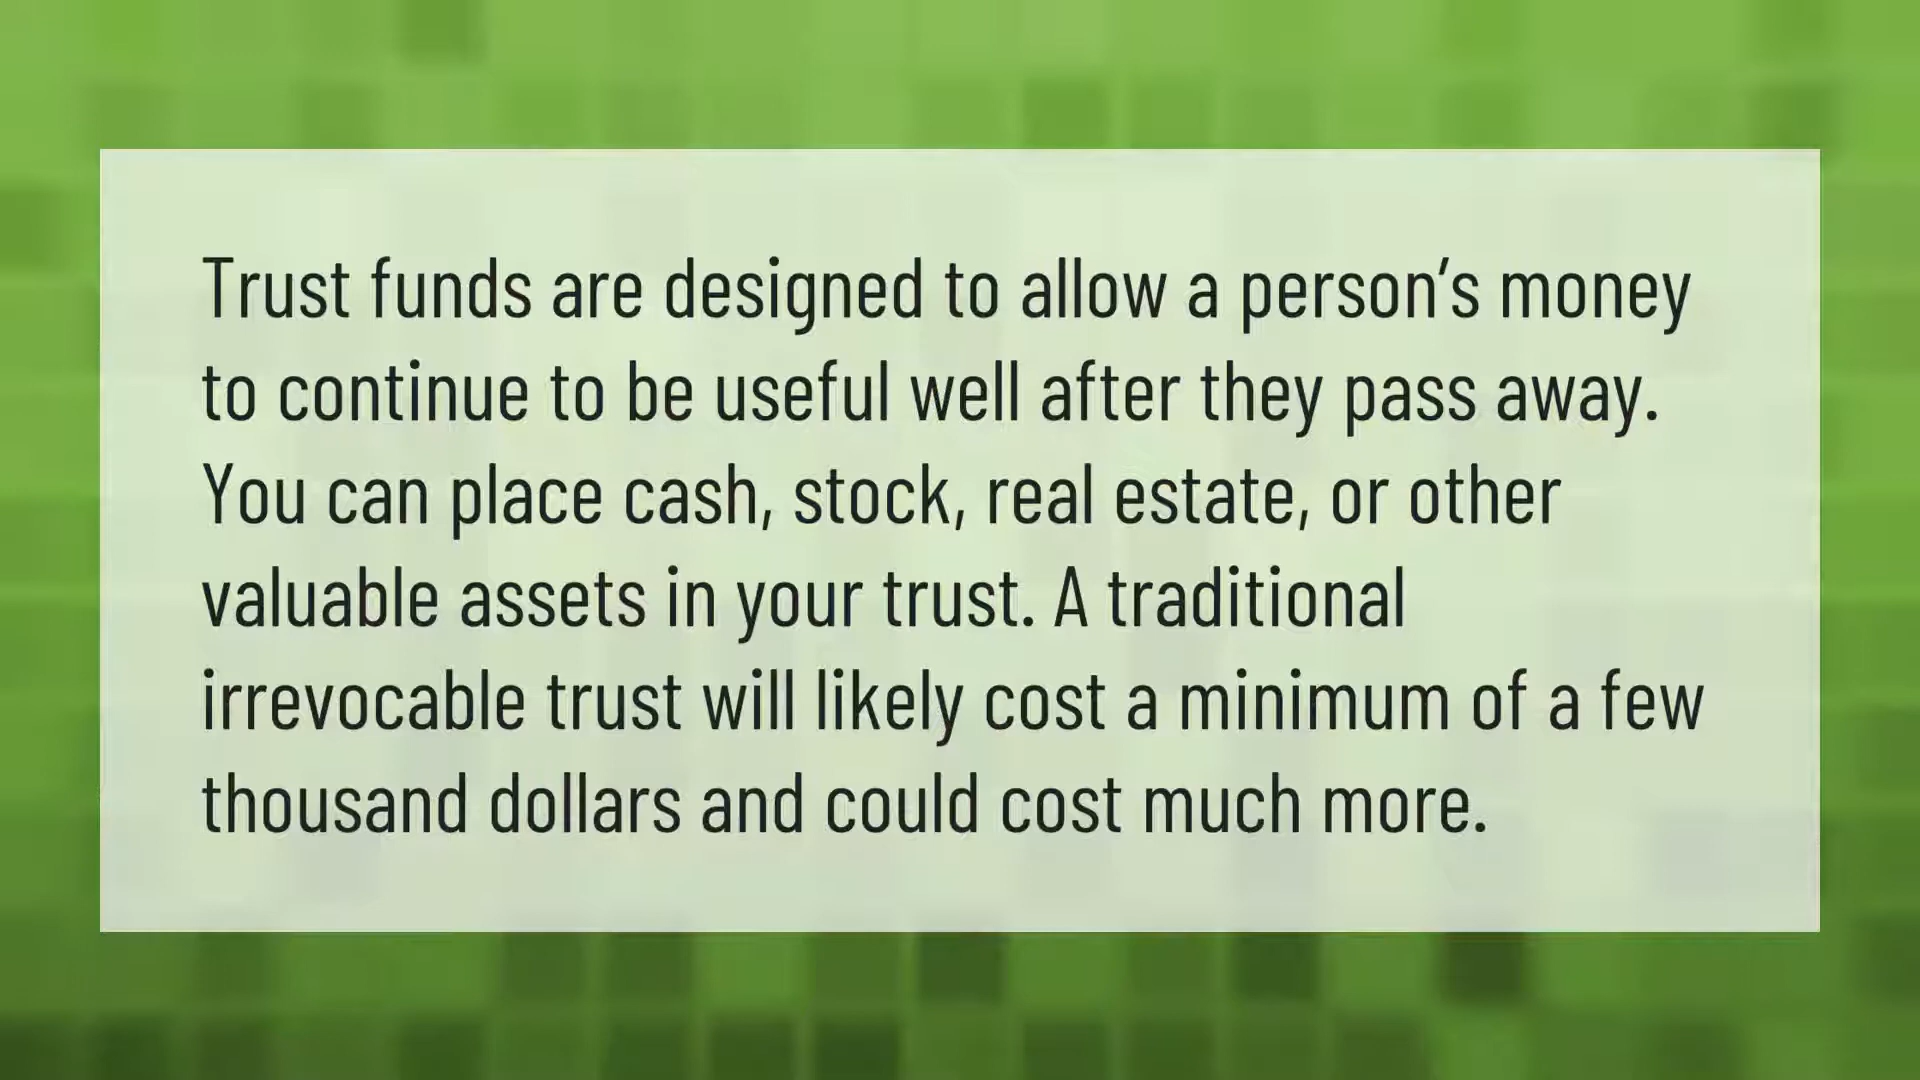 Trust funds are designed to allow a person’s money
to continue to be useful well after they pass away.
You can place cash, stock, real estate, or other
valuable assets in your trust. A traditional
irrevocable trust will likely cost a minimum of a few
thousand dollars and could cost much more.